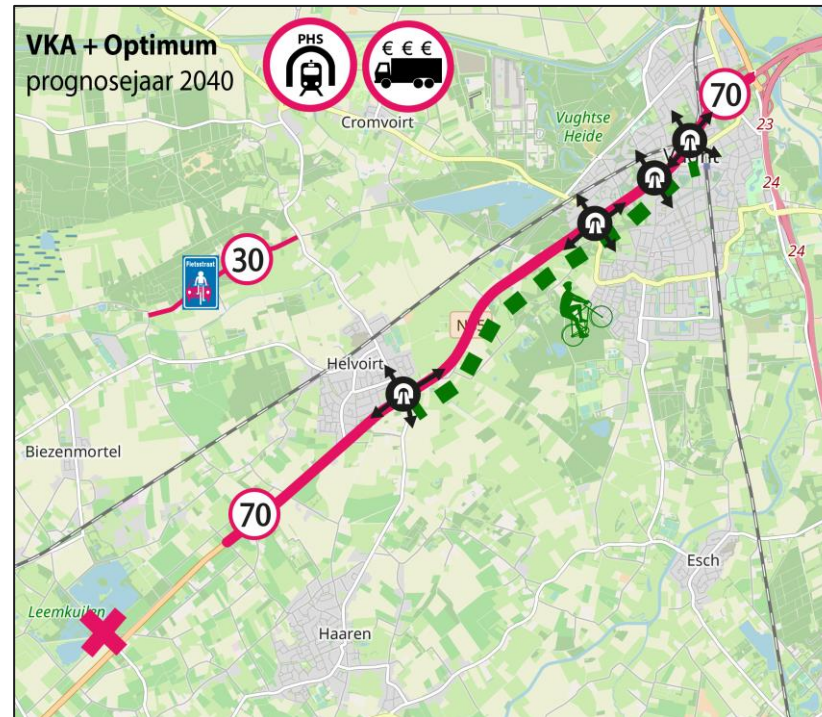 VKA + Optimum
prognosejaar 2040
PHS
€ € €
Cromvoirt
Vughtse
Heide
70
23
24
24
Fietsstraat
30
Helvoirt
Biezenmortel
70
Leemkuilen
Haaren
Esch